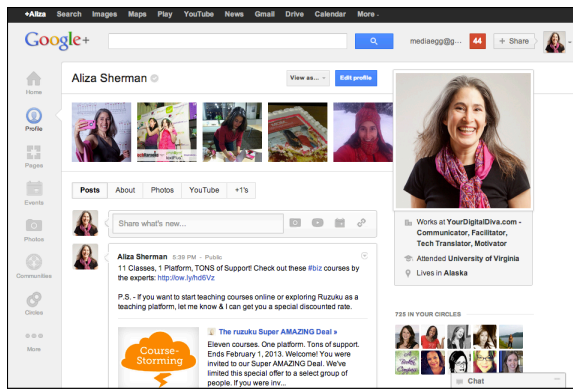 +Aliza Search Images Maps Play YouTube News Gmail Drive Calendar More
Google+
mediaegg@g... 44 + Share
Aliza Sherman View as... Edit profile
Home
Profile
Pages
Events
Photos
Communities
Circles
More
Posts About Photos YouTube +1's
Share what's new...
Aliza Sherman 5:39 PM - Public
11 Classes, 1 Platform, TONS of Support! Check out these #biz courses by
the experts: http://ow.ly/hd6Vz
P.S. - If you want to start teaching courses online or exploring Ruzuku as a
teaching platform, let me know & I can get you a special discounted rate.
Course-
Storming
The ruzuku Super AMAZING Deal »
Eleven courses. One platform. Tons of support.
Ends February 1, 2013. Welcome! You were
invited to our Super AMAZING Deal. We've
limited this special offer to a select group of
people. If you were inv...
Works at YourDigitalDiva.com -
Communicator, Facilitator,
Tech Translator, Motivator
Attended University of Virginia
Lives in Alaska
725 IN YOUR CIRCLES
Chat